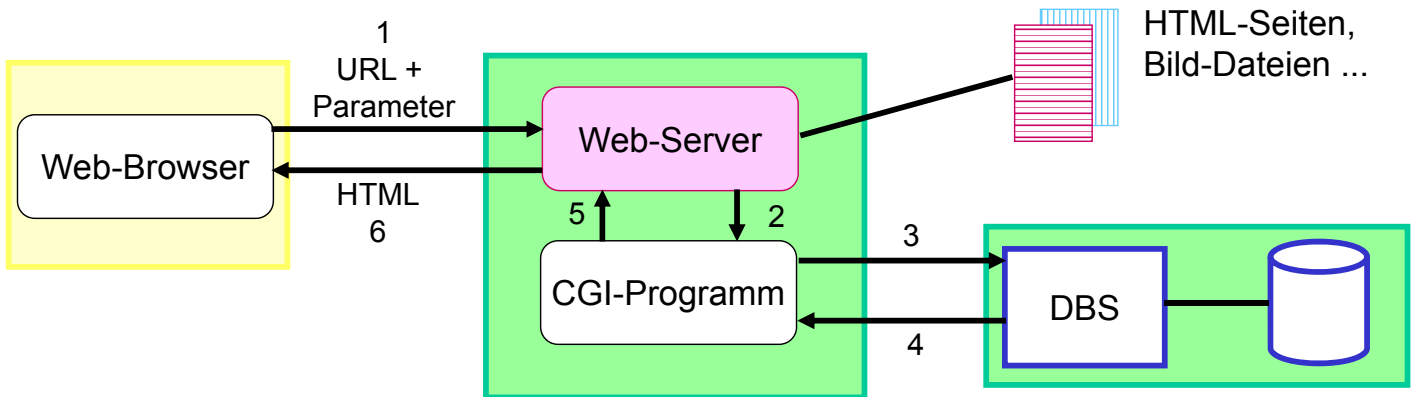 1
URL +
Parameter
Web-Browser
HTML
6
Web-Server
5
2
CGI-Programm
3
4
DBS
HTML-Seiten,
Bild-Dateien ...